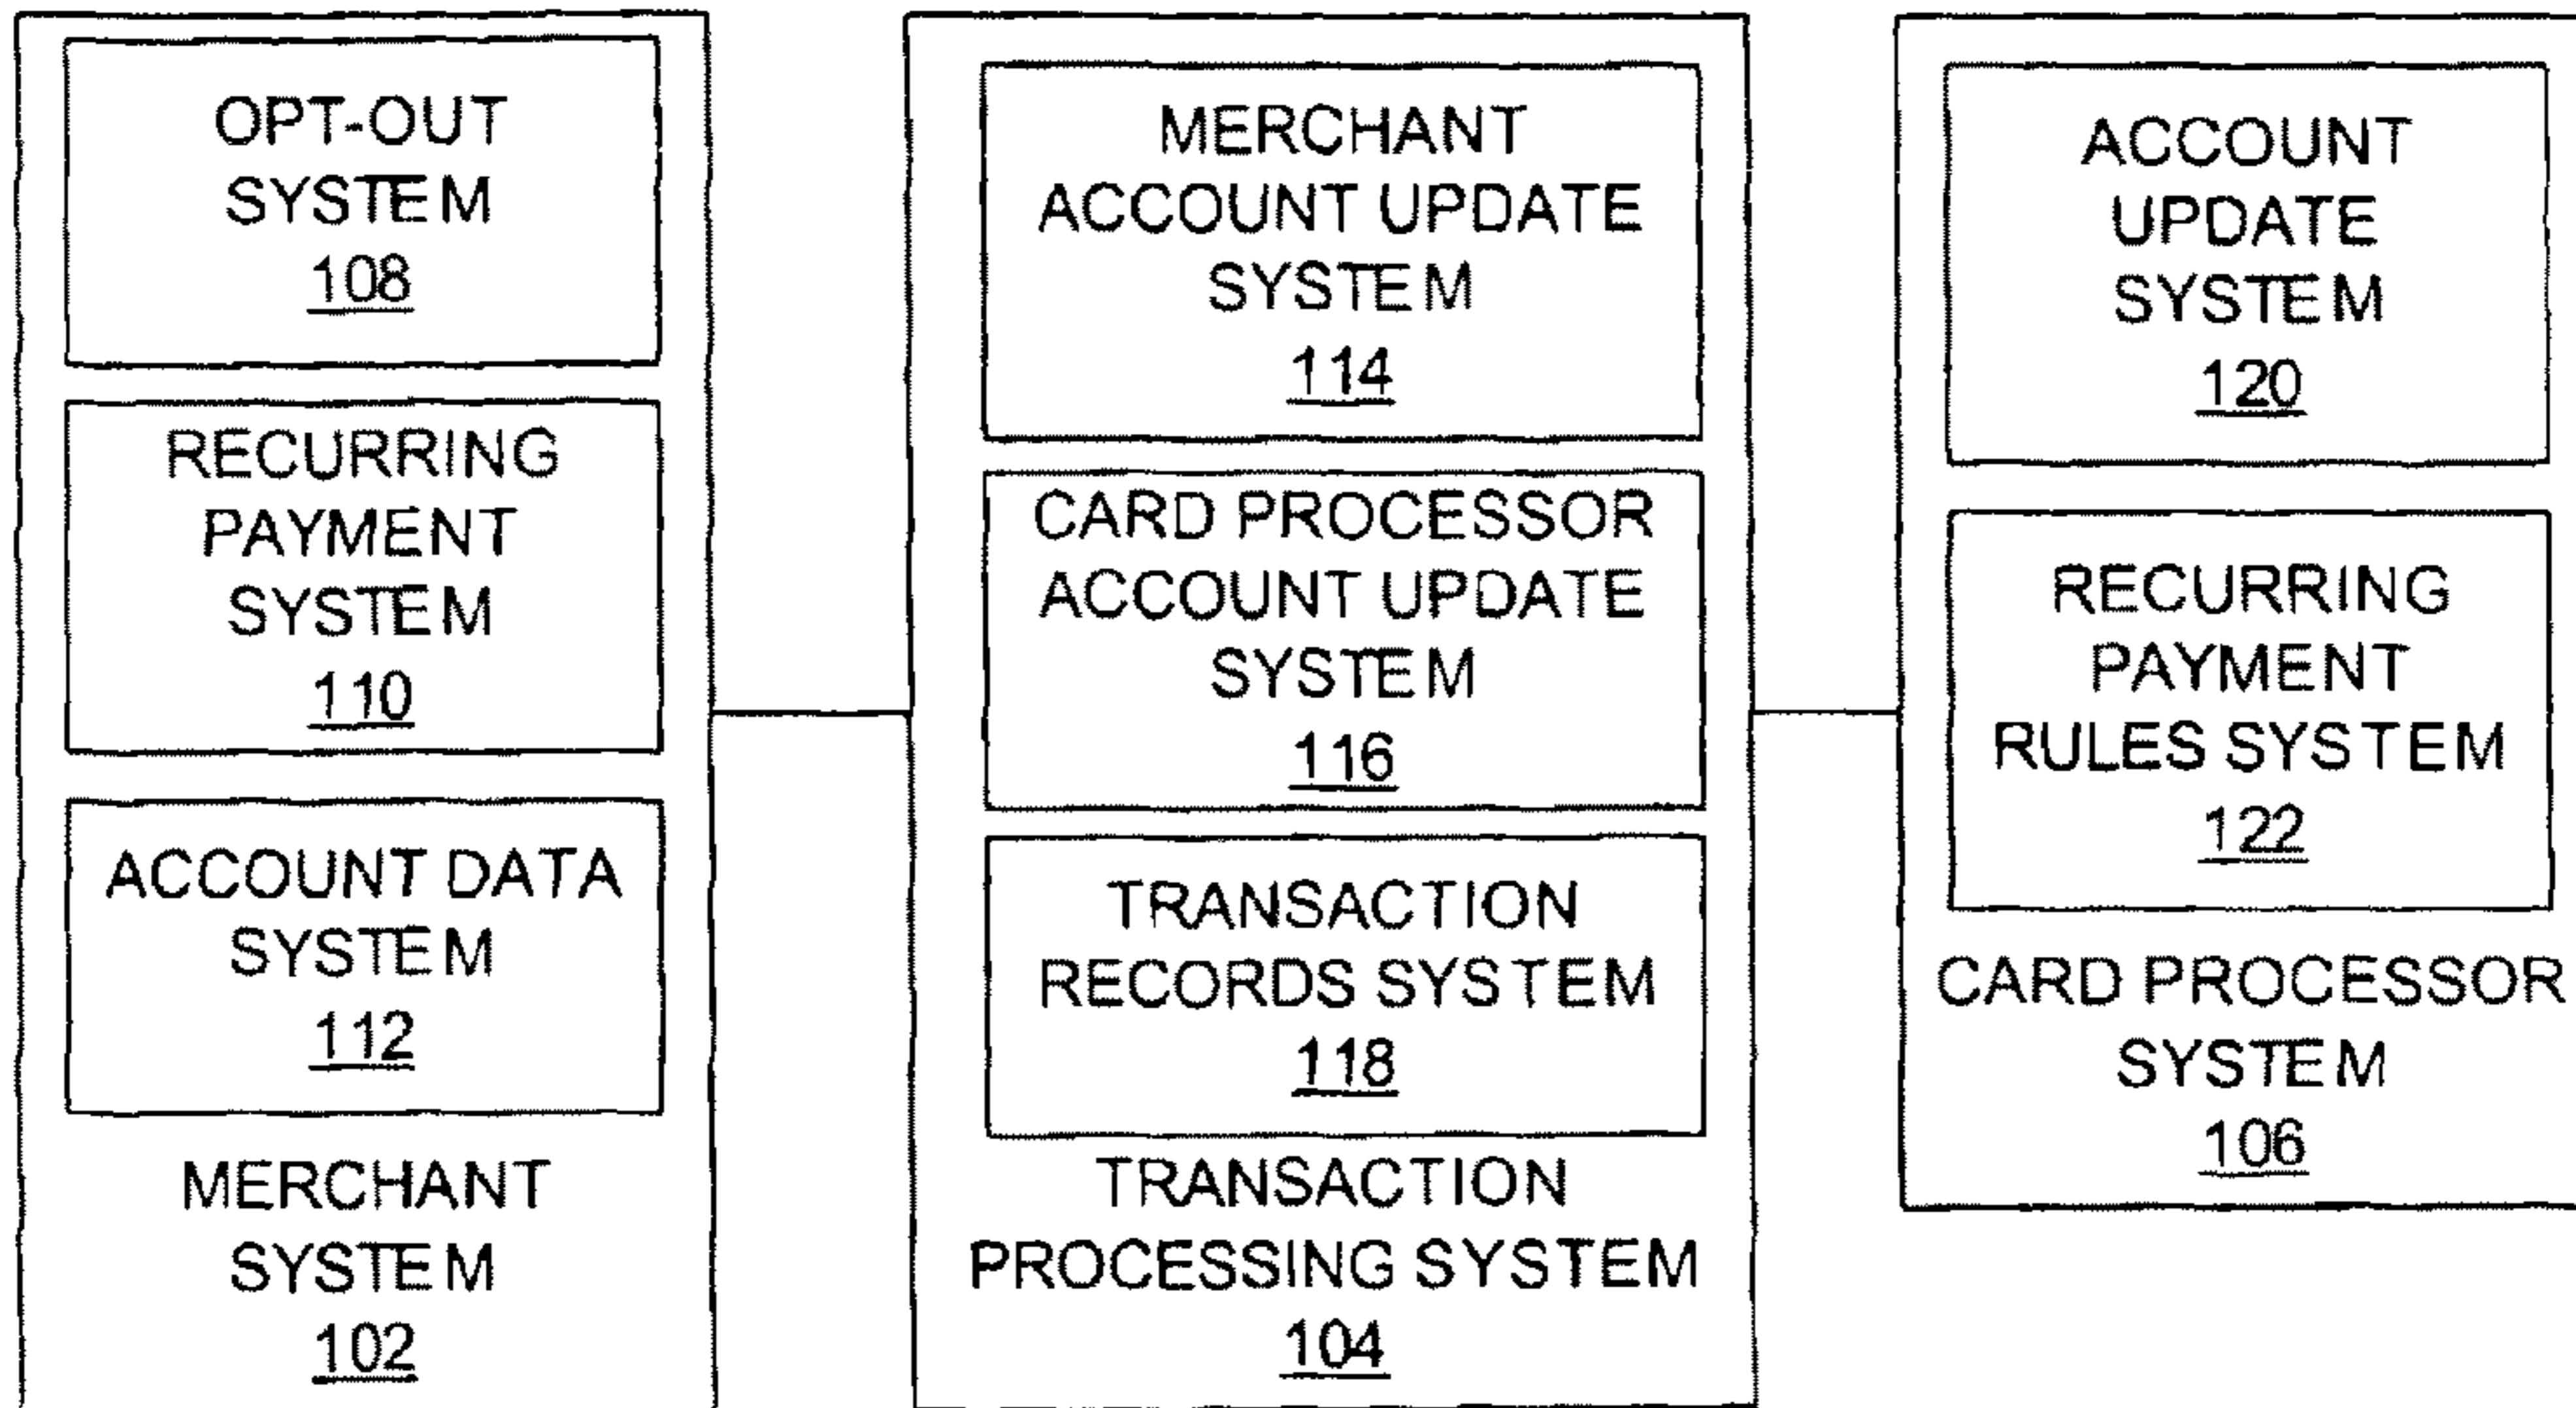 OPT-OUT
SYSTEM
108
RECURRING
PAYMENT
SYSTEM
110
ACCOUNT DATA
SYSTEM
112
MERCHANT
SYSTEM
102
MERCHANT
ACCOUNT UPDATE
SYSTEM
114
CARD PROCESSOR
ACCOUNT UPDATE
SYSTEM
116
TRANSACTION
RECORDS SYSTEM
118
TRANSACTION
PROCESSING SYSTEM
104
ACCOUNT
UPDATE
SYSTEM
120
RECURRING
PAYMENT
RULES SYSTEM
122
CARD PROCESSOR
SYSTEM
106